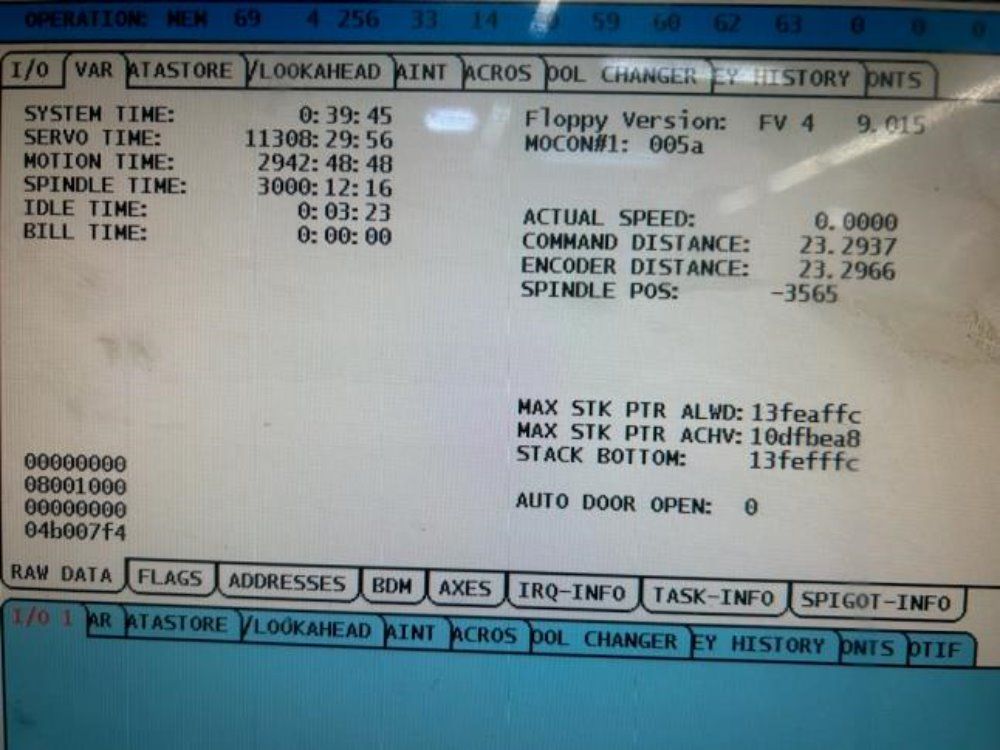 OPERATION: MEM 69 4 256 33 14 59 60 62 63 0 0 0
I/O VAR ATASTORE /LOOKAHEAD AINT ACROS OOL CHANGER EY HISTORY ONTS
SYSTEM TIME: 0:39:45
SERVO TIME: 11308:29:56
MOTION TIME: 2942:48:48
SPINDLE TIME: 3000:12:16
IDLE TIME: 0:03:23
BILL TIME: 0:00:00
Floppy Version: FV 4 9.015
MOCON#1: 005a
ACTUAL SPEED: 0.0000
COMMAND DISTANCE: 23.2937
ENCODER DISTANCE: 23.2966
SPINDLE POS: -3565
MAX STK PTR ALWD: 13feaffc
MAX STK PTR ACHV: 10dfbea8
STACK BOTTOM: 13fefffc
AUTO DOOR OPEN: 0
00000000
08001000
00000000
04b007f4
RAW DATA FLAGS ADDRESSES BDM AXES IRQ-INFO TASK-INFO SPIGOT-INFO
I/O 1 AR ATASTORE /LOOKAHEAD AINT ACROS OOL CHANGER EY HISTORY ONTS OTIF